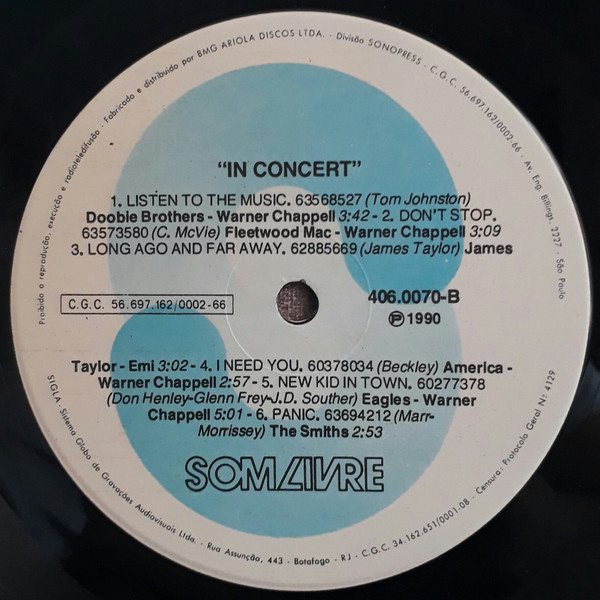 Proibida a reprodução, execução e radioteledifusão · Fabricado e distribuído por BMG ARIOLA DISCOS LTDA. · Divisão SONOPRESS · C.G.C. 56.697.162/0002-66 · Av. Eng. Billings, 2227 - São Paulo
"IN CONCERT"
1. LISTEN TO THE MUSIC. 63568527 (Tom Johnston)
Doobie Brothers - Warner Chappell 3:42 - 2. DON'T STOP.
63573580 (C. McVie) Fleetwood Mac - Warner Chappell 3:09
3. LONG AGO AND FAR AWAY. 62885669 (James Taylor) James
C.G.C. 56.697.162/0002-66
406.0070-B
Ⓟ 1990
Taylor - Emi 3:02 - 4. I NEED YOU. 60378034 (Beckley) America -
Warner Chappell 2:57 - 5. NEW KID IN TOWN. 60277378
(Don Henley-Glenn Frey-J.D. Souther) Eagles - Warner
Chappell 5:01 - 6. PANIC. 63694212 (Marr-
Morrissey) The Smiths 2:53
SOM LIVRE
SIGLA - Sistema Globo de Gravações Audiovisuais Ltda. · Rua Assunção, 443 - Botafogo - RJ - C.G.C. 34.162.651/0001-08 - Censura: Protocolo Geral Nº 4129